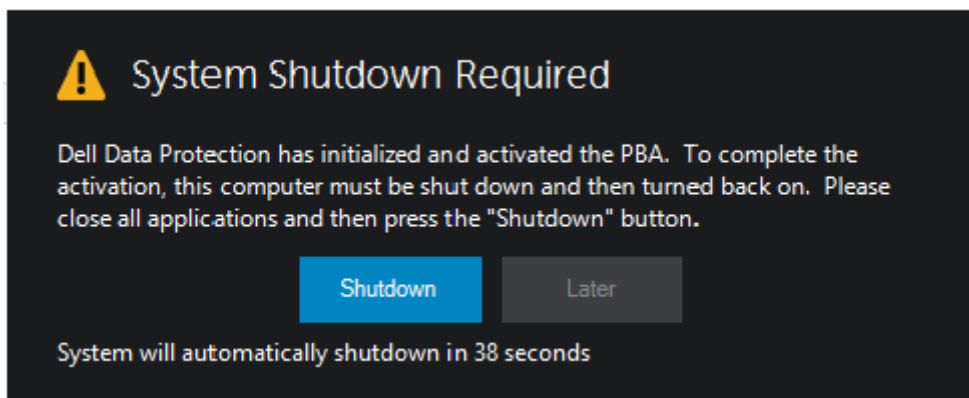 System Shutdown Required
Dell Data Protection has initialized and activated the PBA.  To complete the
activation, this computer must be shut down and then turned back on.  Please
close all applications and then press the "Shutdown" button.
Shutdown
Later
System will automatically shutdown in 38 seconds